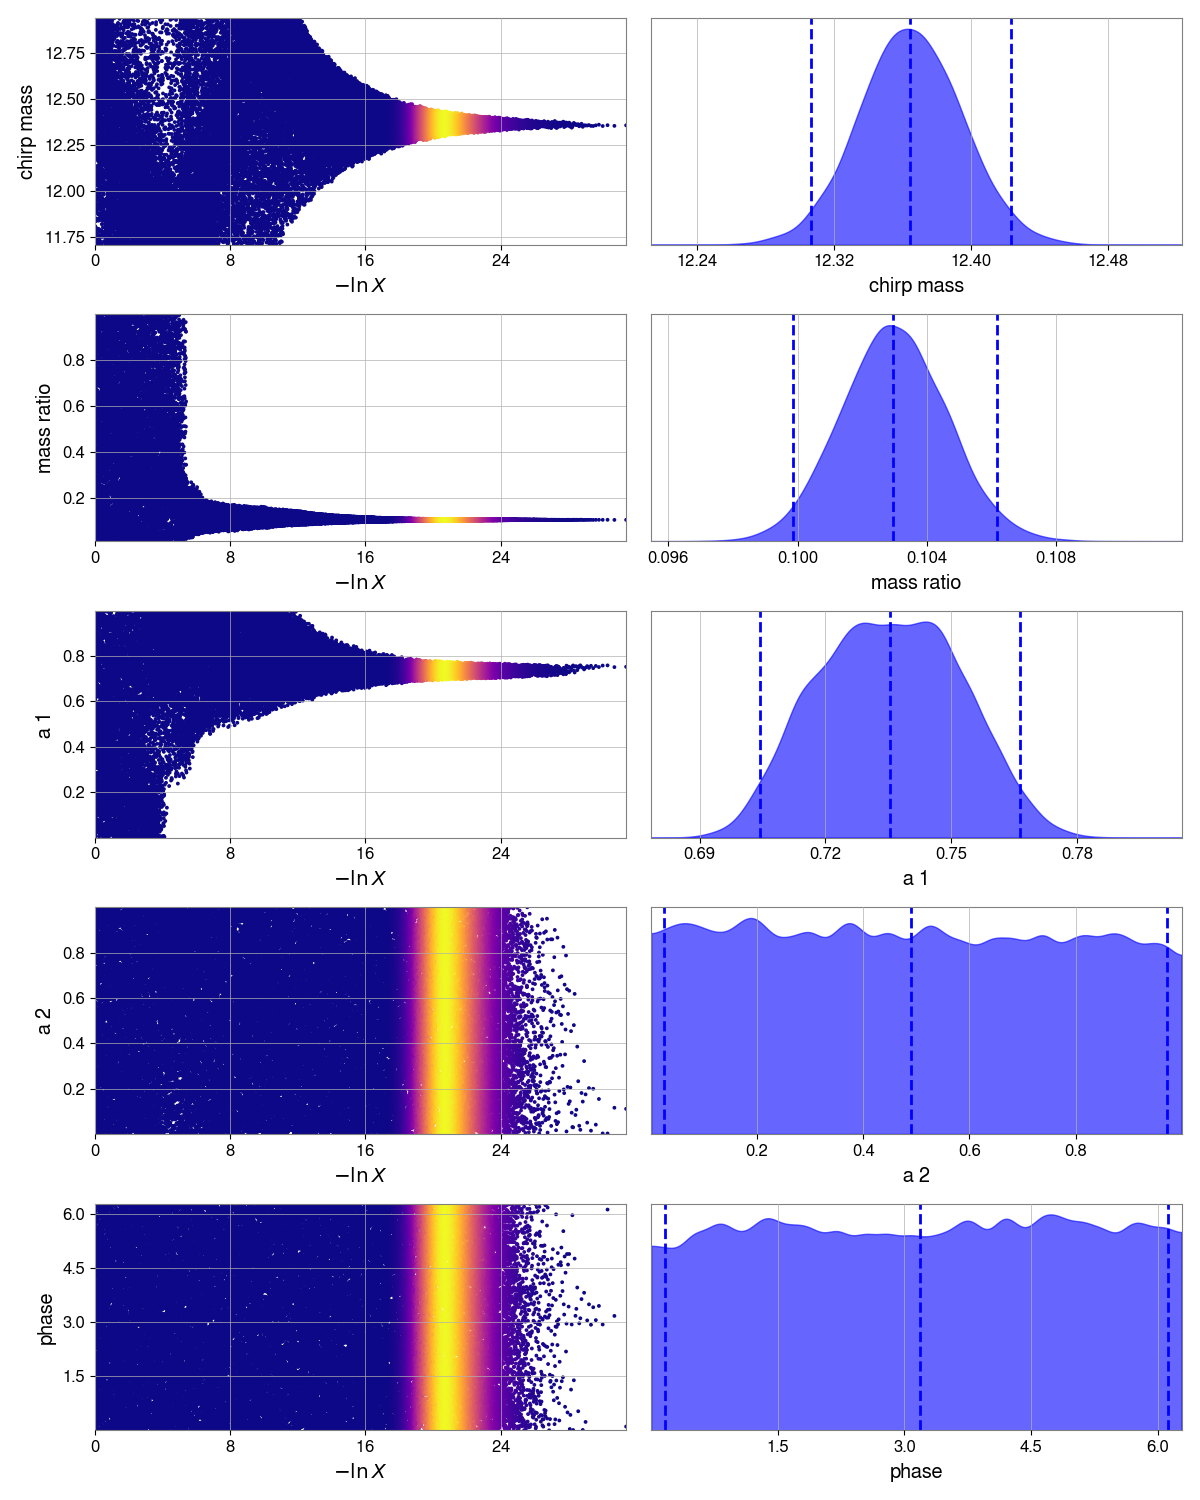 12.75
12.50
12.25
12.00
11.75
chirp mass
0 8 16 24
−ln X
12.24 12.32 12.40 12.48
chirp mass
0.8
0.6
0.4
0.2
mass ratio
0 8 16 24
−ln X
0.096 0.100 0.104 0.108
mass ratio
0.8
0.6
0.4
0.2
a 1
0 8 16 24
−ln X
0.69 0.72 0.75 0.78
a 1
0.8
0.6
0.4
0.2
a 2
0 8 16 24
−ln X
0.2 0.4 0.6 0.8
a 2
6.0
4.5
3.0
1.5
phase
0 8 16 24
−ln X
1.5 3.0 4.5 6.0
phase